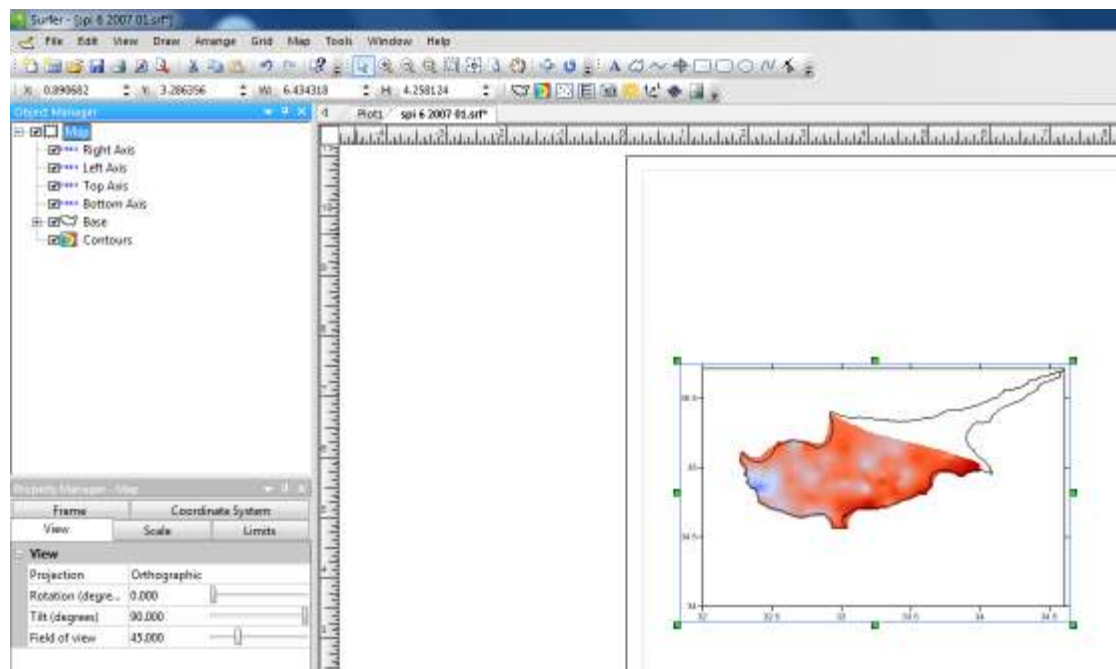 Surfer - [spi 6 2007 01.srf*]
File Edit View Draw Arrange Grid Map Tools Window Help
X: 0.890682 Y: 3.286356 W: 6.434318 H: 4.258124
Object Manager
Plot1 spi 6 2007 01.srf*
Map
Right Axis
Left Axis
Top Axis
Bottom Axis
Base
Contours
Property Manager - Map
Frame Coordinate System
View Scale Limits
View
Projection Orthographic
Rotation (degre... 0.000
Tilt (degrees) 90.000
Field of view 45.000
35.5
35
34.5
34
32 32.5 33 33.5 34 34.5